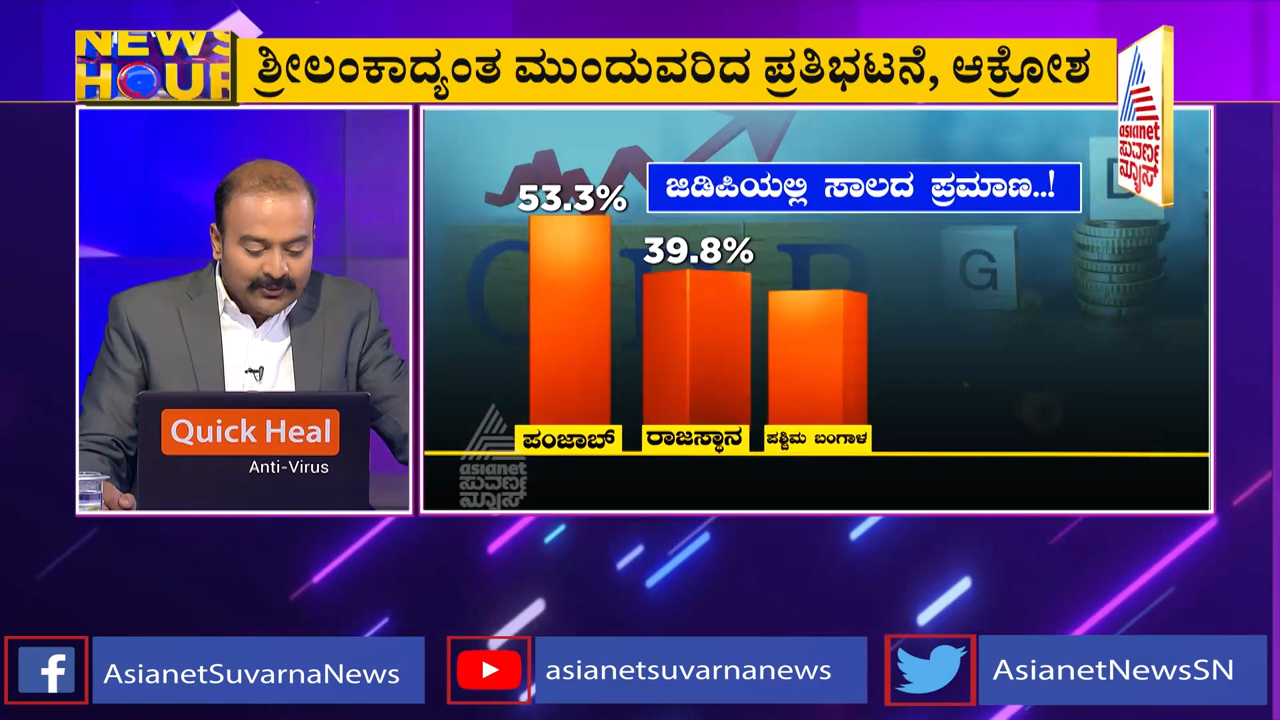 NEWS
HOUR
ಶ್ರೀಲಂಕಾದ್ಯಂತ ಮುಂದುವರಿದ ಪ್ರತಿಭಟನೆ, ಆಕ್ರೋಶ
asianet
ಸುವರ್ಣ
ನ್ಯೂಸ್
ಜಿಡಿಪಿಯಲ್ಲಿ ಸಾಲದ ಪ್ರಮಾಣ..!
53.3%
39.8%
D
G
GDP
ಪಂಜಾಬ್
ರಾಜಸ್ಥಾನ
ಪಶ್ಚಿಮ ಬಂಗಾಳ
asianet
ಸುವರ್ಣ
ನ್ಯೂಸ್
Quick Heal
Anti-Virus
AsianetSuvarnaNews
asianetsuvarnanews
AsianetNewsSN